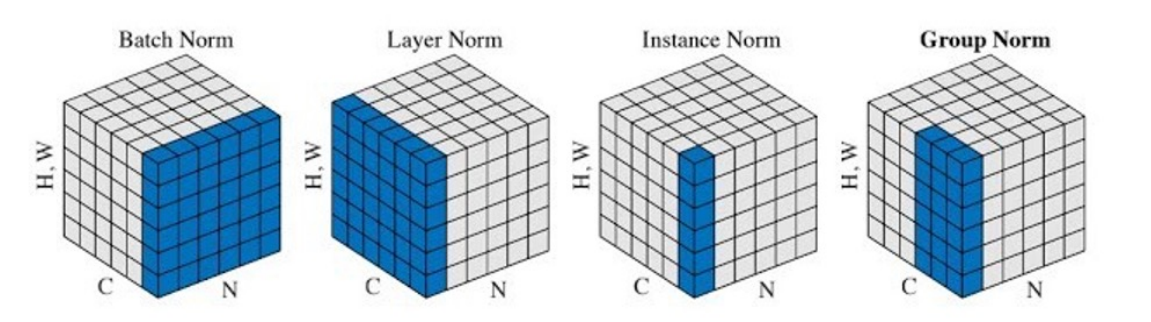 Batch Norm
Layer Norm
Instance Norm
Group Norm
H, W
C
N
H, W
C
N
H, W
C
N
H, W
C
N